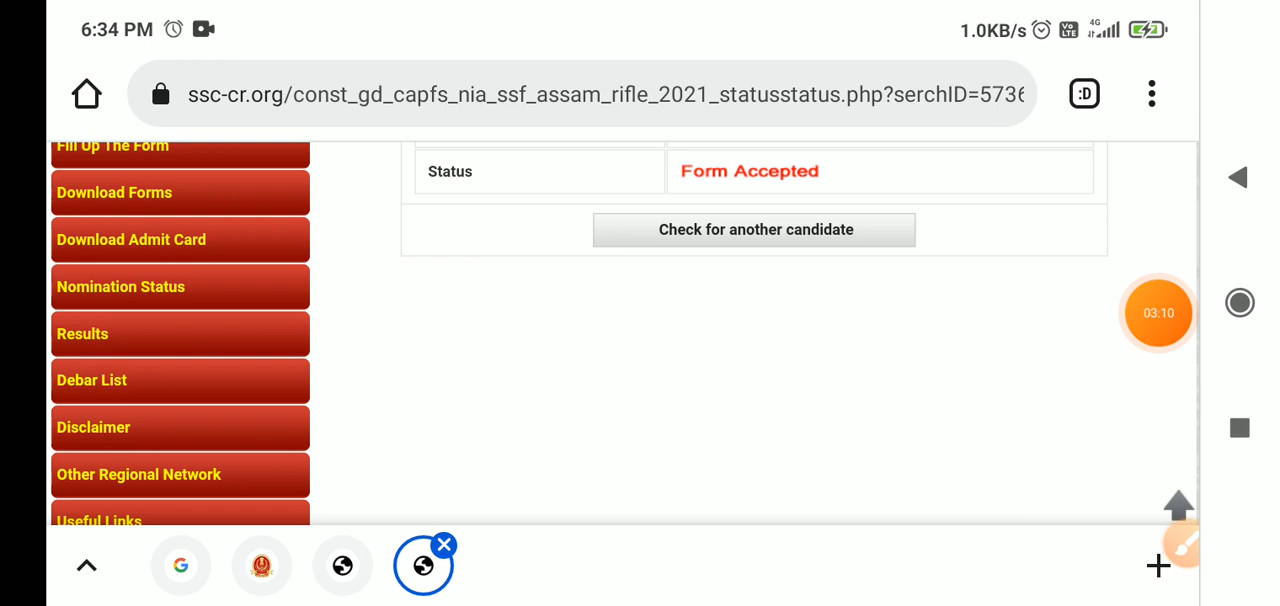 6:34 PM
1.0KB/s
Vo
LTE
4G
ssc-cr.org/const_gd_capfs_nia_ssf_assam_rifle_2021_statusstatus.php?serchID=5736
:D
Fill Up The Form
Download Forms
Download Admit Card
Nomination Status
Results
Debar List
Disclaimer
Other Regional Network
Useful Links
Status
Form Accepted
Check for another candidate
03:10
G